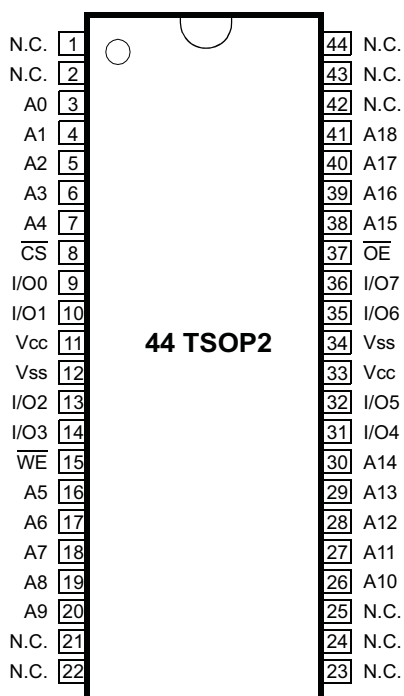 N.C. 1 44 N.C.
N.C. 2 43 N.C.
A0 3 42 N.C.
A1 4 41 A18
A2 5 40 A17
A3 6 39 A16
A4 7 38 A15
C̅S̅ 8 37 O̅E̅
I/O0 9 36 I/O7
I/O1 10 35 I/O6
Vcc 11 44 TSOP2 34 Vss
Vss 12 33 Vcc
I/O2 13 32 I/O5
I/O3 14 31 I/O4
W̅E̅ 15 30 A14
A5 16 29 A13
A6 17 28 A12
A7 18 27 A11
A8 19 26 A10
A9 20 25 N.C.
N.C. 21 24 N.C.
N.C. 22 23 N.C.